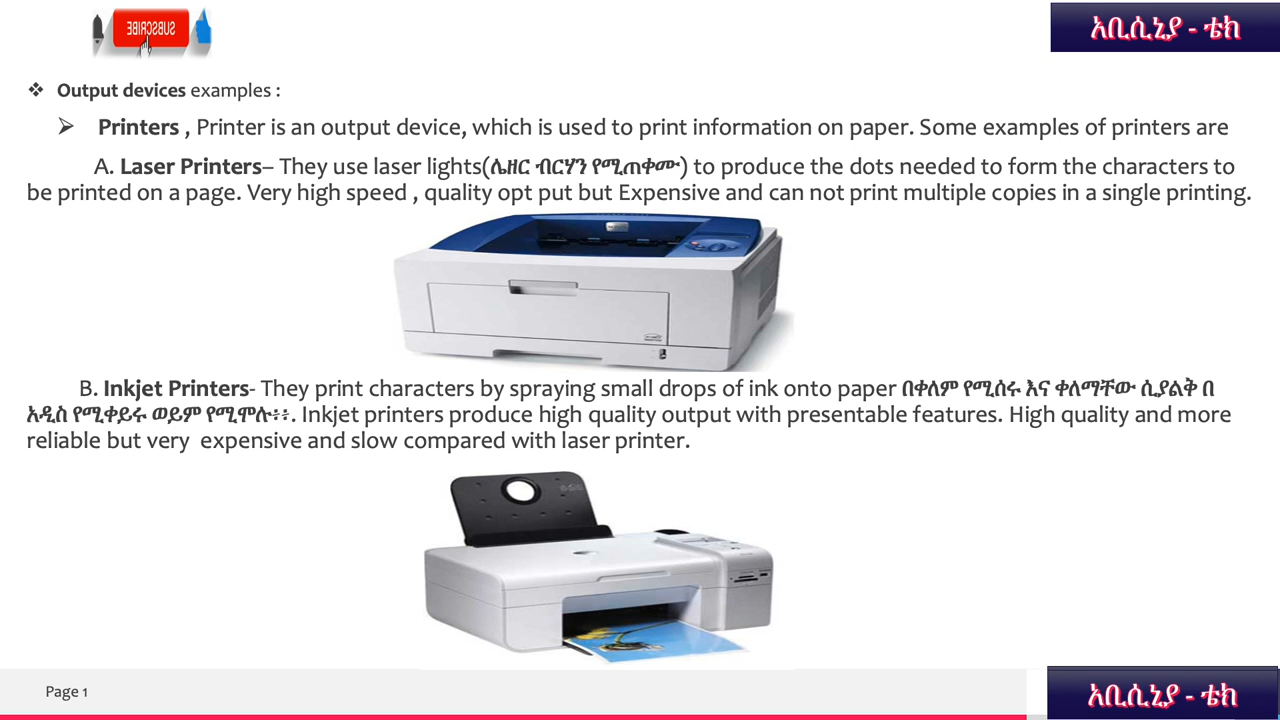 SUBSCRIBE
አቢሲኒያ - ቴክ
❖ Output devices examples :
➢ Printers , Printer is an output device, which is used to print information on paper. Some examples of printers are
A. Laser Printers– They use laser lights(ሌዘር ብርሃን የሚጠቀሙ) to produce the dots needed to form the characters to
be printed on a page. Very high speed , quality opt put but Expensive and can not print multiple copies in a single printing.
B. Inkjet Printers- They print characters by spraying small drops of ink onto paper በቀለም የሚሰሩ እና ቀለማቸው ሲያልቅ በ
አዲስ የሚቀይሩ ወይም የሚሞሉ፥፥. Inkjet printers produce high quality output with presentable features. High quality and more
reliable but very expensive and slow compared with laser printer.
Page 1
አቢሲኒያ - ቴክ